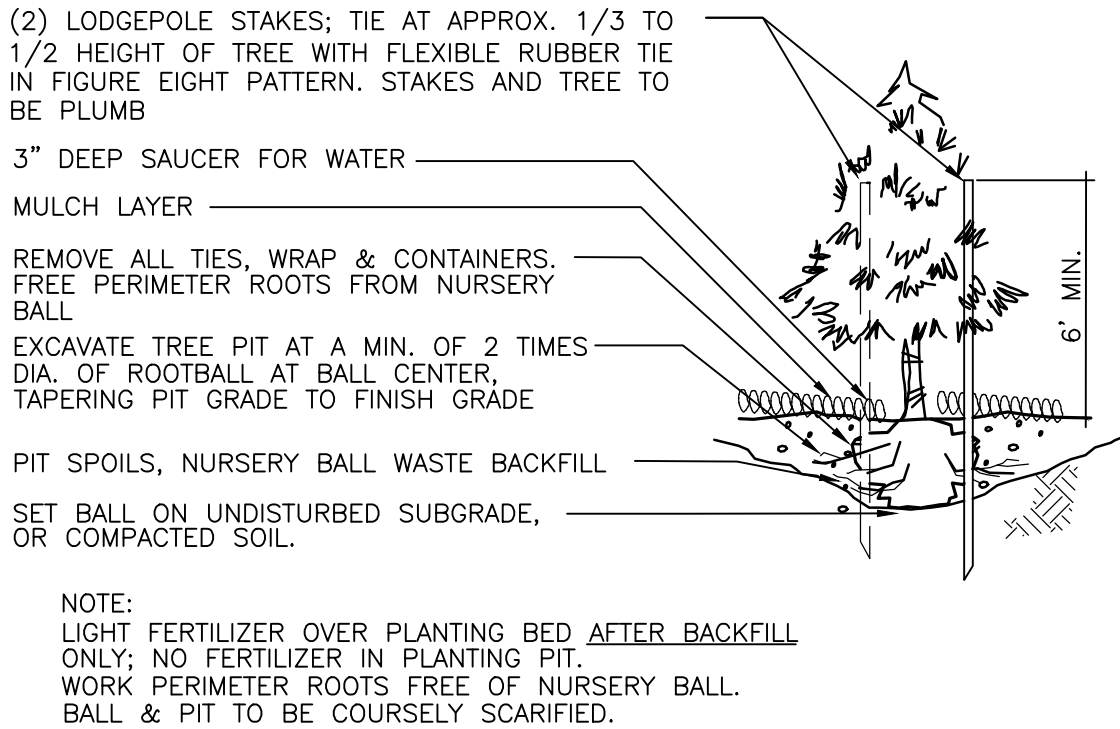 (2) LODGEPOLE STAKES; TIE AT APPROX. 1/3 TO
1/2 HEIGHT OF TREE WITH FLEXIBLE RUBBER TIE
IN FIGURE EIGHT PATTERN. STAKES AND TREE TO
BE PLUMB
3" DEEP SAUCER FOR WATER
MULCH LAYER
REMOVE ALL TIES, WRAP & CONTAINERS.
FREE PERIMETER ROOTS FROM NURSERY
BALL
EXCAVATE TREE PIT AT A MIN. OF 2 TIMES
DIA. OF ROOTBALL AT BALL CENTER,
TAPERING PIT GRADE TO FINISH GRADE
PIT SPOILS, NURSERY BALL WASTE BACKFILL
SET BALL ON UNDISTURBED SUBGRADE,
OR COMPACTED SOIL.
6' MIN.
NOTE:
LIGHT FERTILIZER OVER PLANTING BED AFTER BACKFILL
ONLY; NO FERTILIZER IN PLANTING PIT.
WORK PERIMETER ROOTS FREE OF NURSERY BALL.
BALL & PIT TO BE COURSELY SCARIFIED.